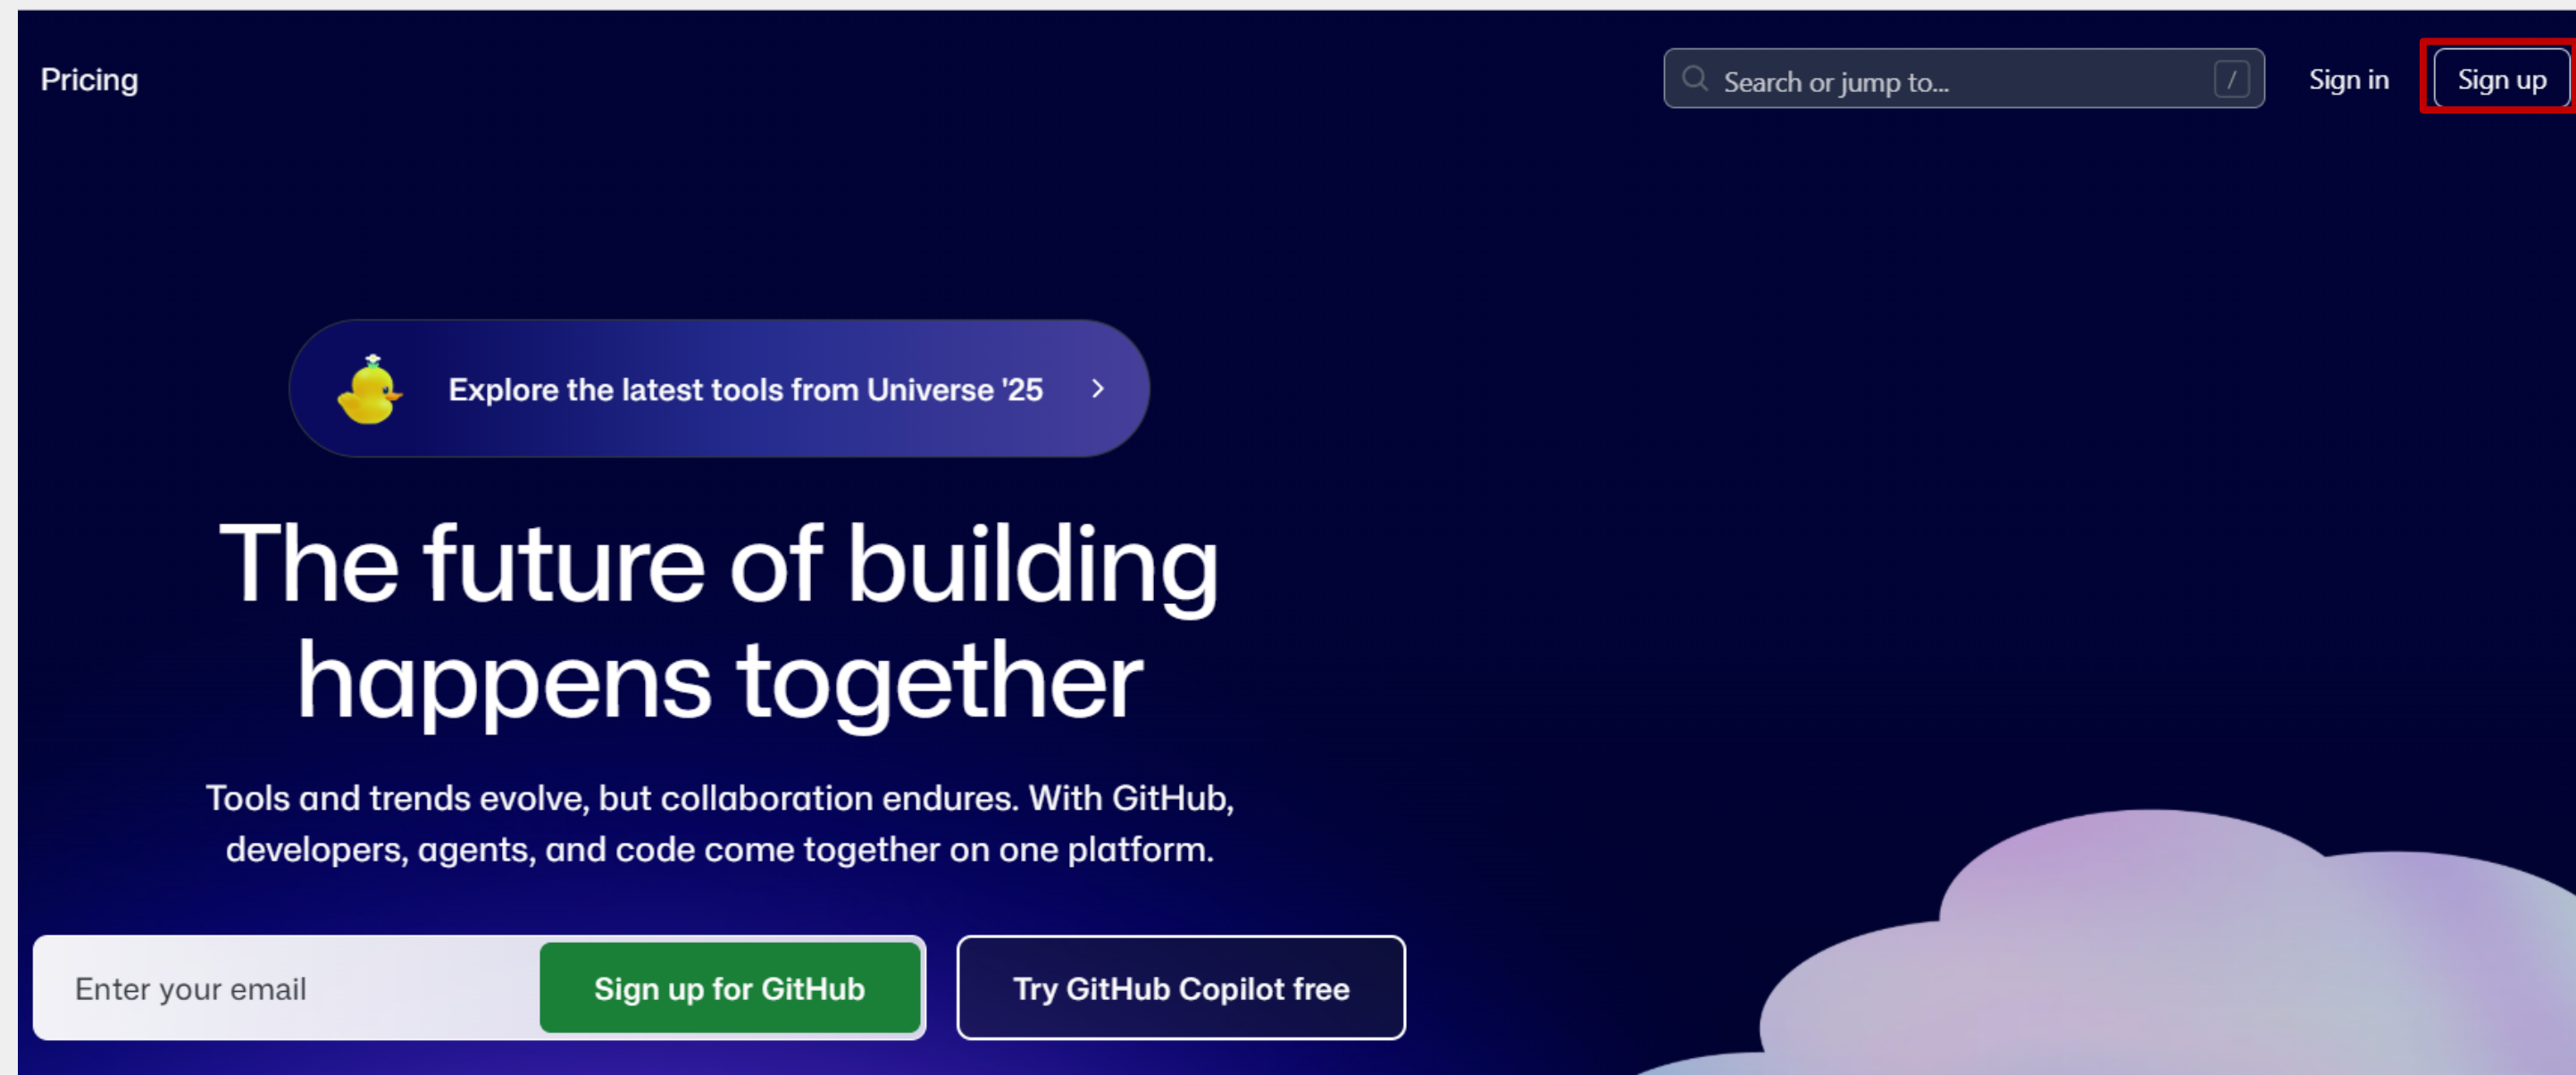 Pricing
Search or jump to...
/
Sign in
Sign up
Explore the latest tools from Universe '25
The future of building
happens together
Tools and trends evolve, but collaboration endures. With GitHub,
developers, agents, and code come together on one platform.
Enter your email
Sign up for GitHub
Try GitHub Copilot free